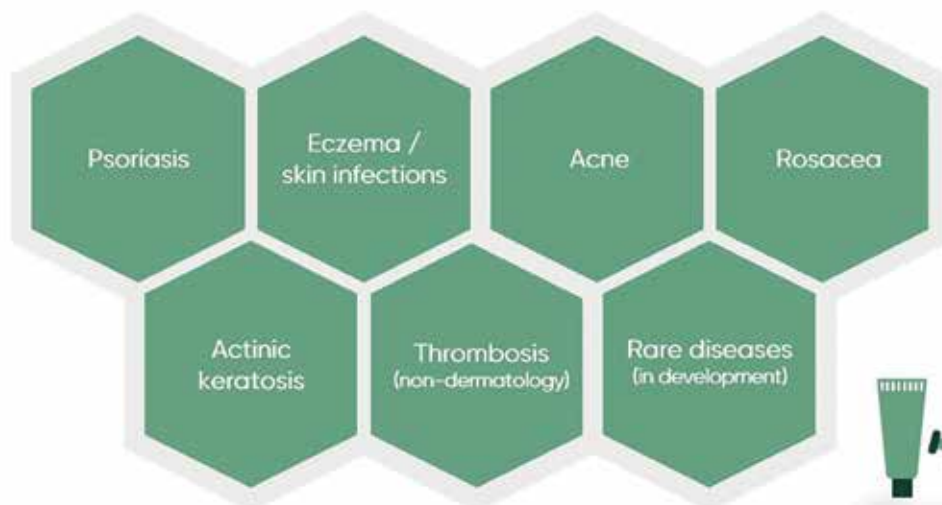 Psoriasis
Eczema /
skin infections
Acne
Rosacea
Actinic
keratosis
Thrombosis
(non-dermatology)
Rare diseases
(in development)